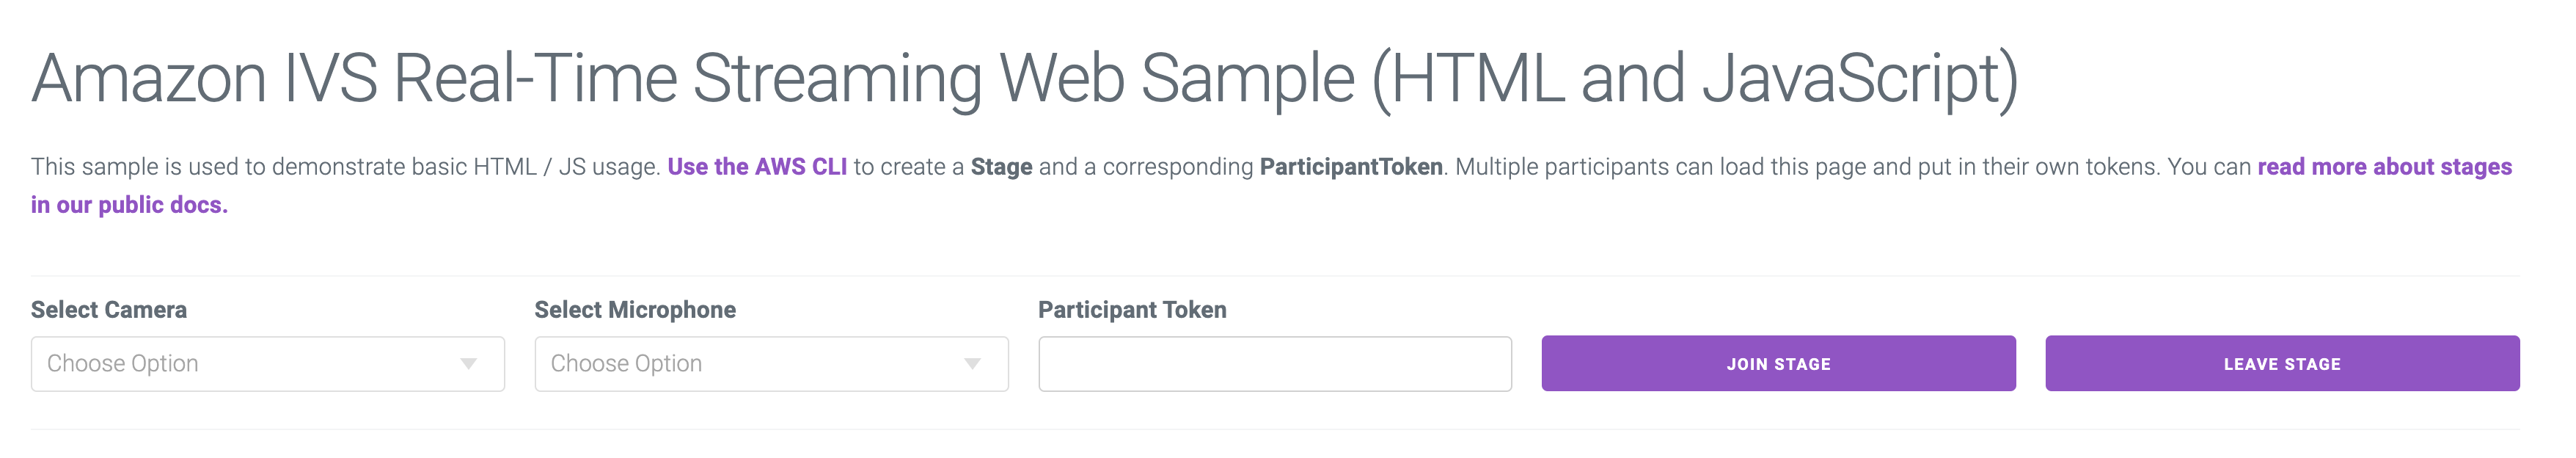 Amazon IVS Real-Time Streaming Web Sample (HTML and JavaScript)
This sample is used to demonstrate basic HTML / JS usage. Use the AWS CLI to create a Stage and a corresponding ParticipantToken. Multiple participants can load this page and put in their own tokens. You can read more about stages
in our public docs.
Select Camera
Select Microphone
Participant Token
Choose Option
Choose Option
JOIN STAGE
LEAVE STAGE